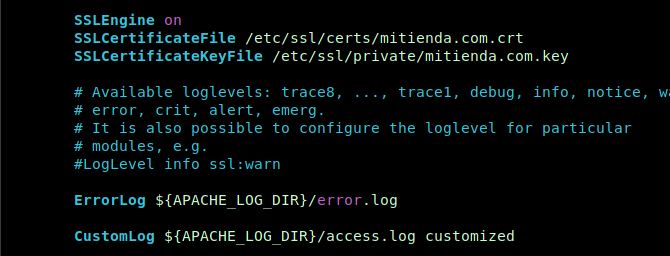 SSLEngine on
SSLCertificateFile /etc/ssl/certs/mitienda.com.crt
SSLCertificateKeyFile /etc/ssl/private/mitienda.com.key
# Available loglevels: trace8, ..., trace1, debug, info, notice,
# error, crit, alert, emerg.
# It is also possible to configure the loglevel for particular
# modules, e.g.
#LogLevel info ssl:warn
ErrorLog ${APACHE_LOG_DIR}/error.log
CustomLog ${APACHE_LOG_DIR}/access.log customized